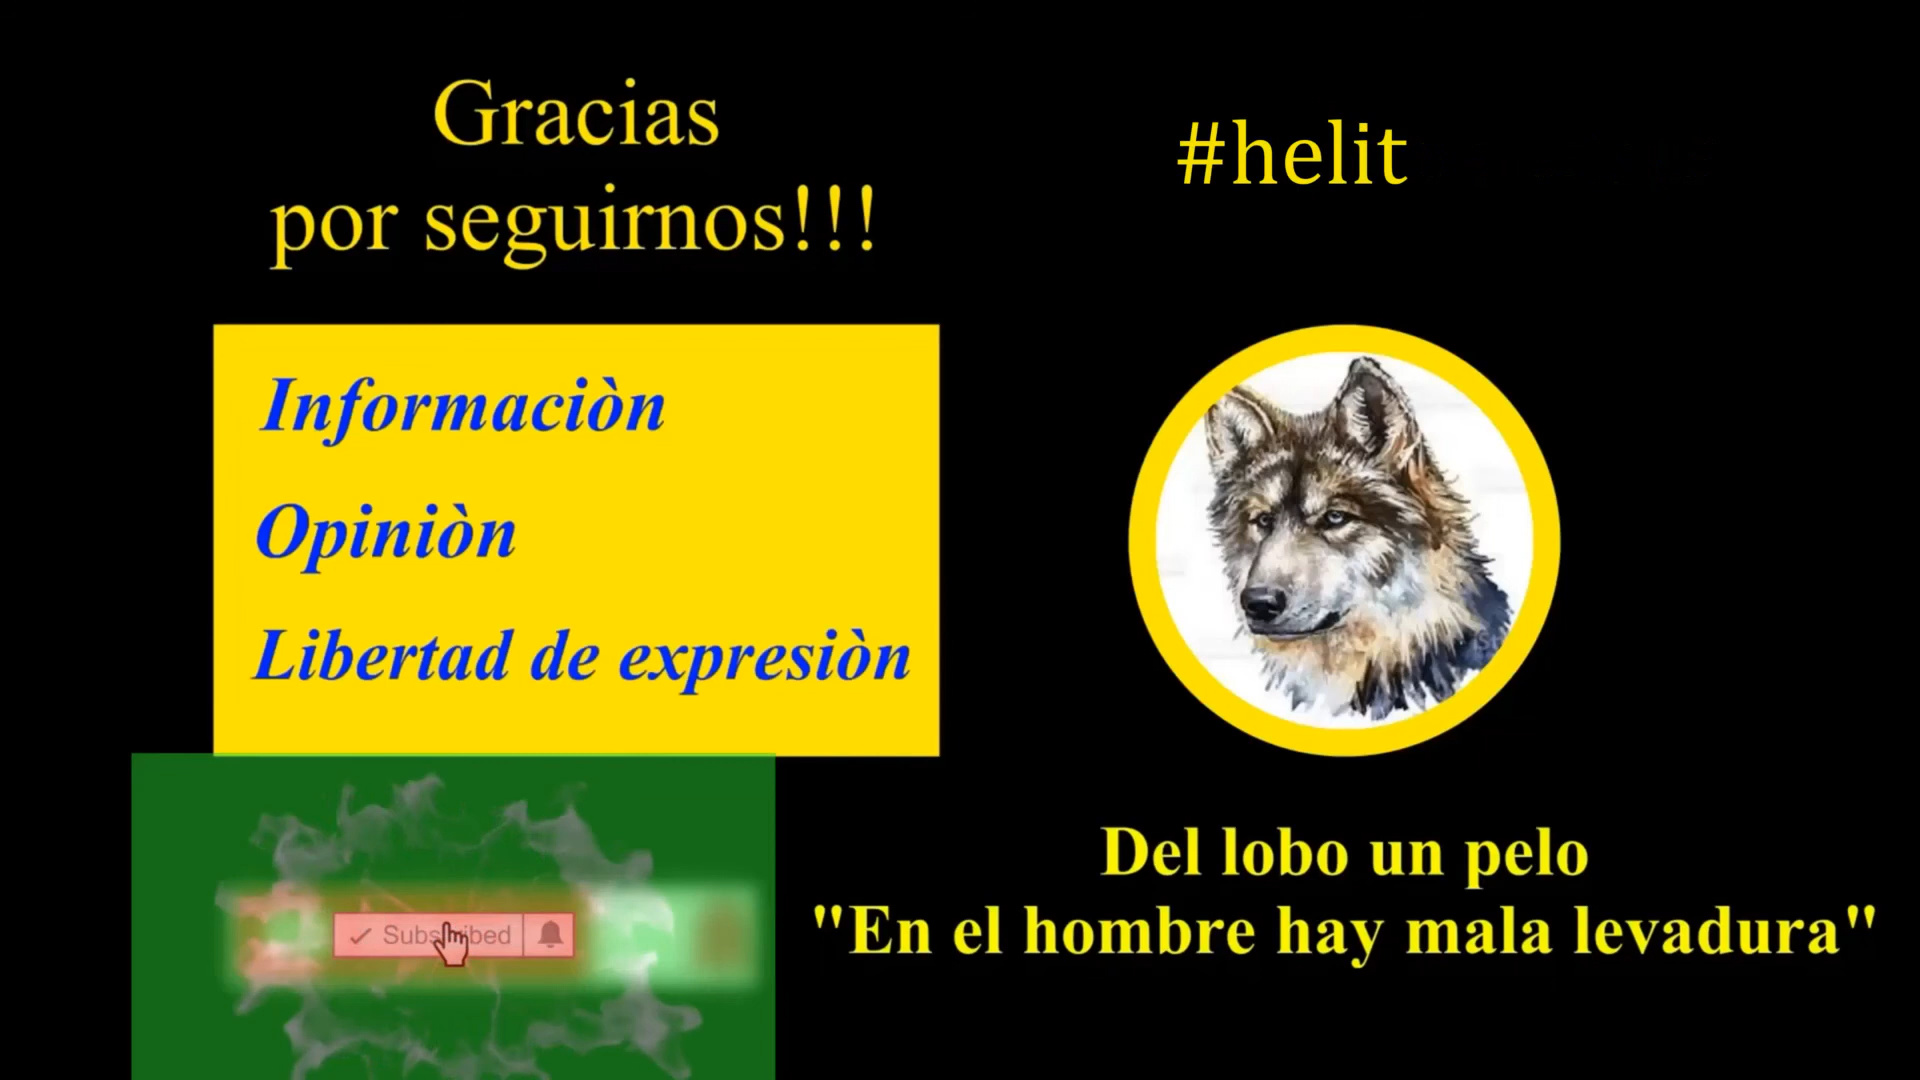 Gracias
por seguirnos!!!
#helit
Informaciòn
Opiniòn
Libertad de expresiòn
Subscribed
Del lobo un pelo
"En el hombre hay mala levadura"